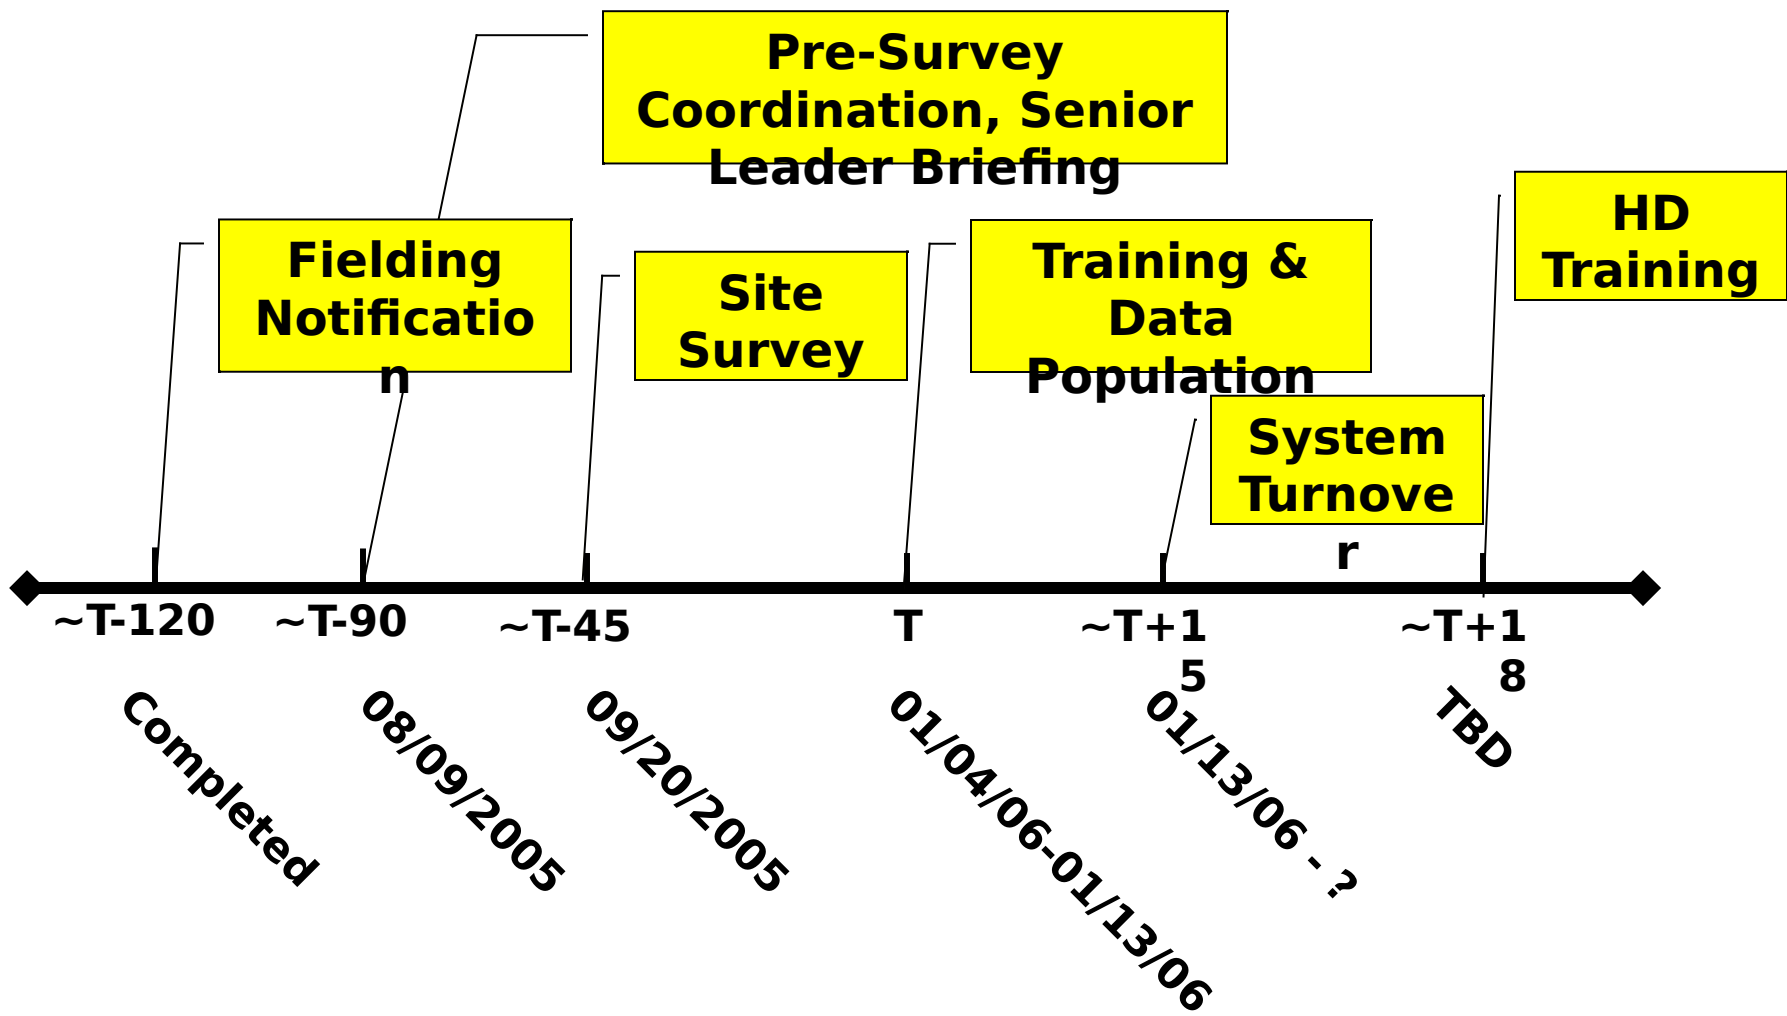 Pre-Survey
Coordination, Senior
Leader Briefing
HD
Training
Fielding
Notificatio
n
Site
Survey
Training &
Data
Population
System
Turnove
r
~T-120
~T-90
~T-45
T
~T+1
5
~T+1
8
Completed
08/09/2005
09/20/2005
01/04/06-01/13/06
01/13/06 - ?
TBD